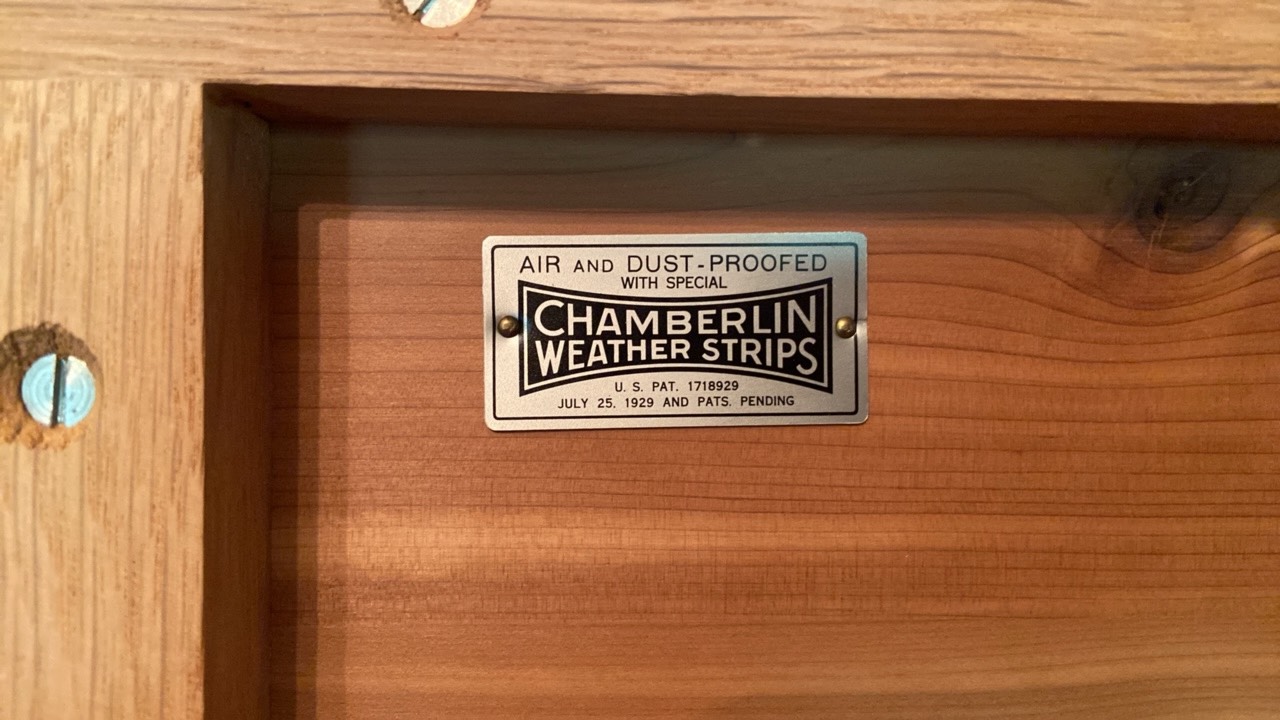 AIR AND DUST-PROOFED
WITH SPECIAL
CHAMBERLIN
WEATHER STRIPS
U. S. PAT. 1718929
JULY 25, 1929 AND PATS. PENDING